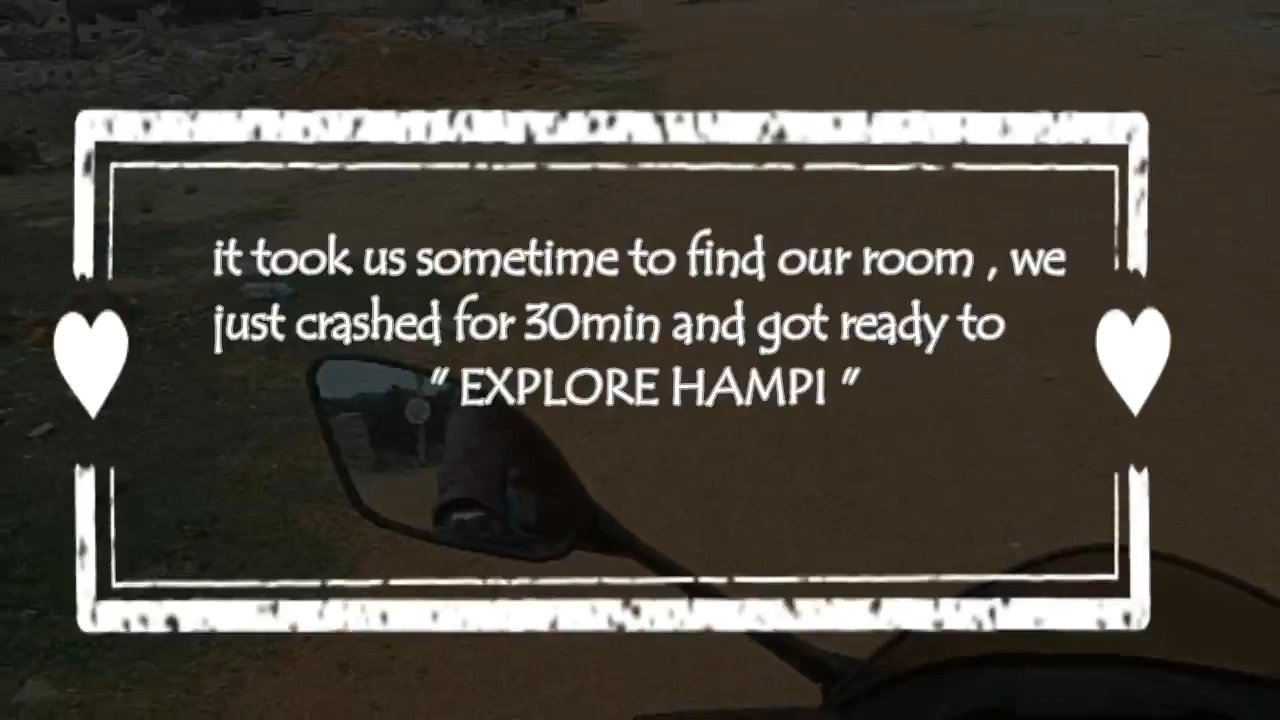 it took us sometime to find our room , we
just crashed for 30min and got ready to
" EXPLORE HAMPI "